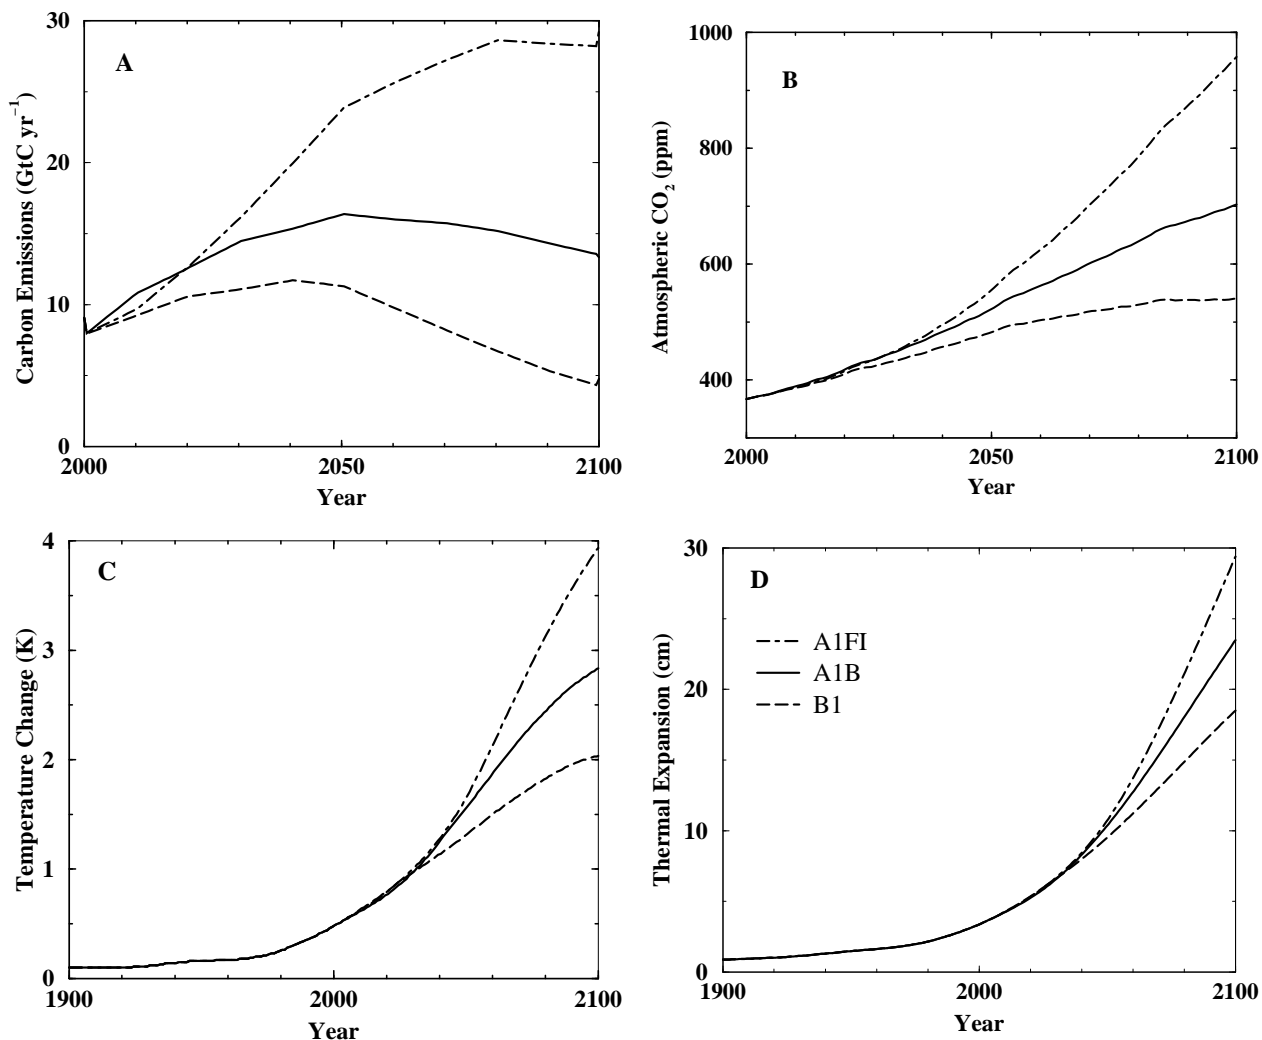 30
20
10
0
2000
2050
2100
Year
Carbon Emissions (GtC yr⁻¹)
A
1000
800
600
400
2000
2050
2100
Year
Atmospheric CO₂ (ppm)
B
4
3
2
1
0
1900
2000
2100
Year
Temperature Change (K)
C
30
20
10
0
1900
2000
2100
Year
Thermal Expansion (cm)
D
A1FI
A1B
B1